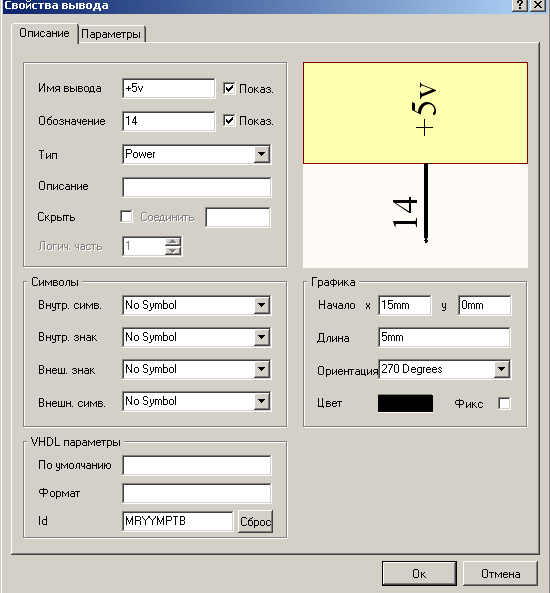 Свойства вывода
Описание Параметры
Имя вывода +5v Показ.
Обозначение 14 Показ.
Тип Power
Описание
Скрыть Соединить
Логич. часть 1
+5v
14
Символы
Внутр. симв. No Symbol
Внутр. знак No Symbol
Внеш. знак No Symbol
Внешн. симв. No Symbol
Графика
Начало x 15mm y 0mm
Длина 5mm
Ориентация 270 Degrees
Цвет Фикс
VHDL параметры
По умолчанию
Формат
Id MRYYMPTB Сброс
Ок Отмена